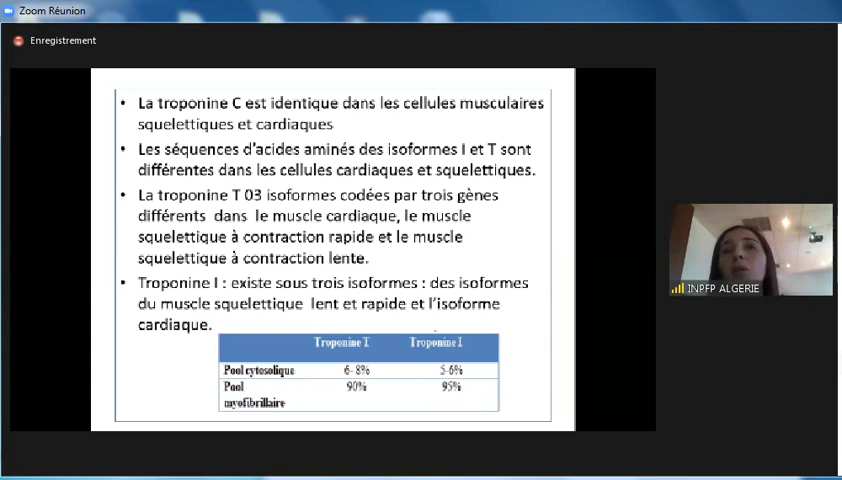 Zoom Réunion
Enregistrement
• La troponine C est identique dans les cellules musculaires
squelettiques et cardiaques
• Les séquences d'acides aminés des isoformes I et T sont
différentes dans les cellules cardiaques et squelettiques.
• La troponine T 03 isoformes codées par trois gènes
différents dans le muscle cardiaque, le muscle
squelettique à contraction rapide et le muscle
squelettique à contraction lente.
• Troponine I : existe sous trois isoformes : des isoformes
du muscle squelettique lent et rapide et l'isoforme
cardiaque.
Troponine T Troponine I
Pool cytosolique 6-8% 5-6%
Pool 90% 95%
myofibrillaire
INPFP ALGERIE